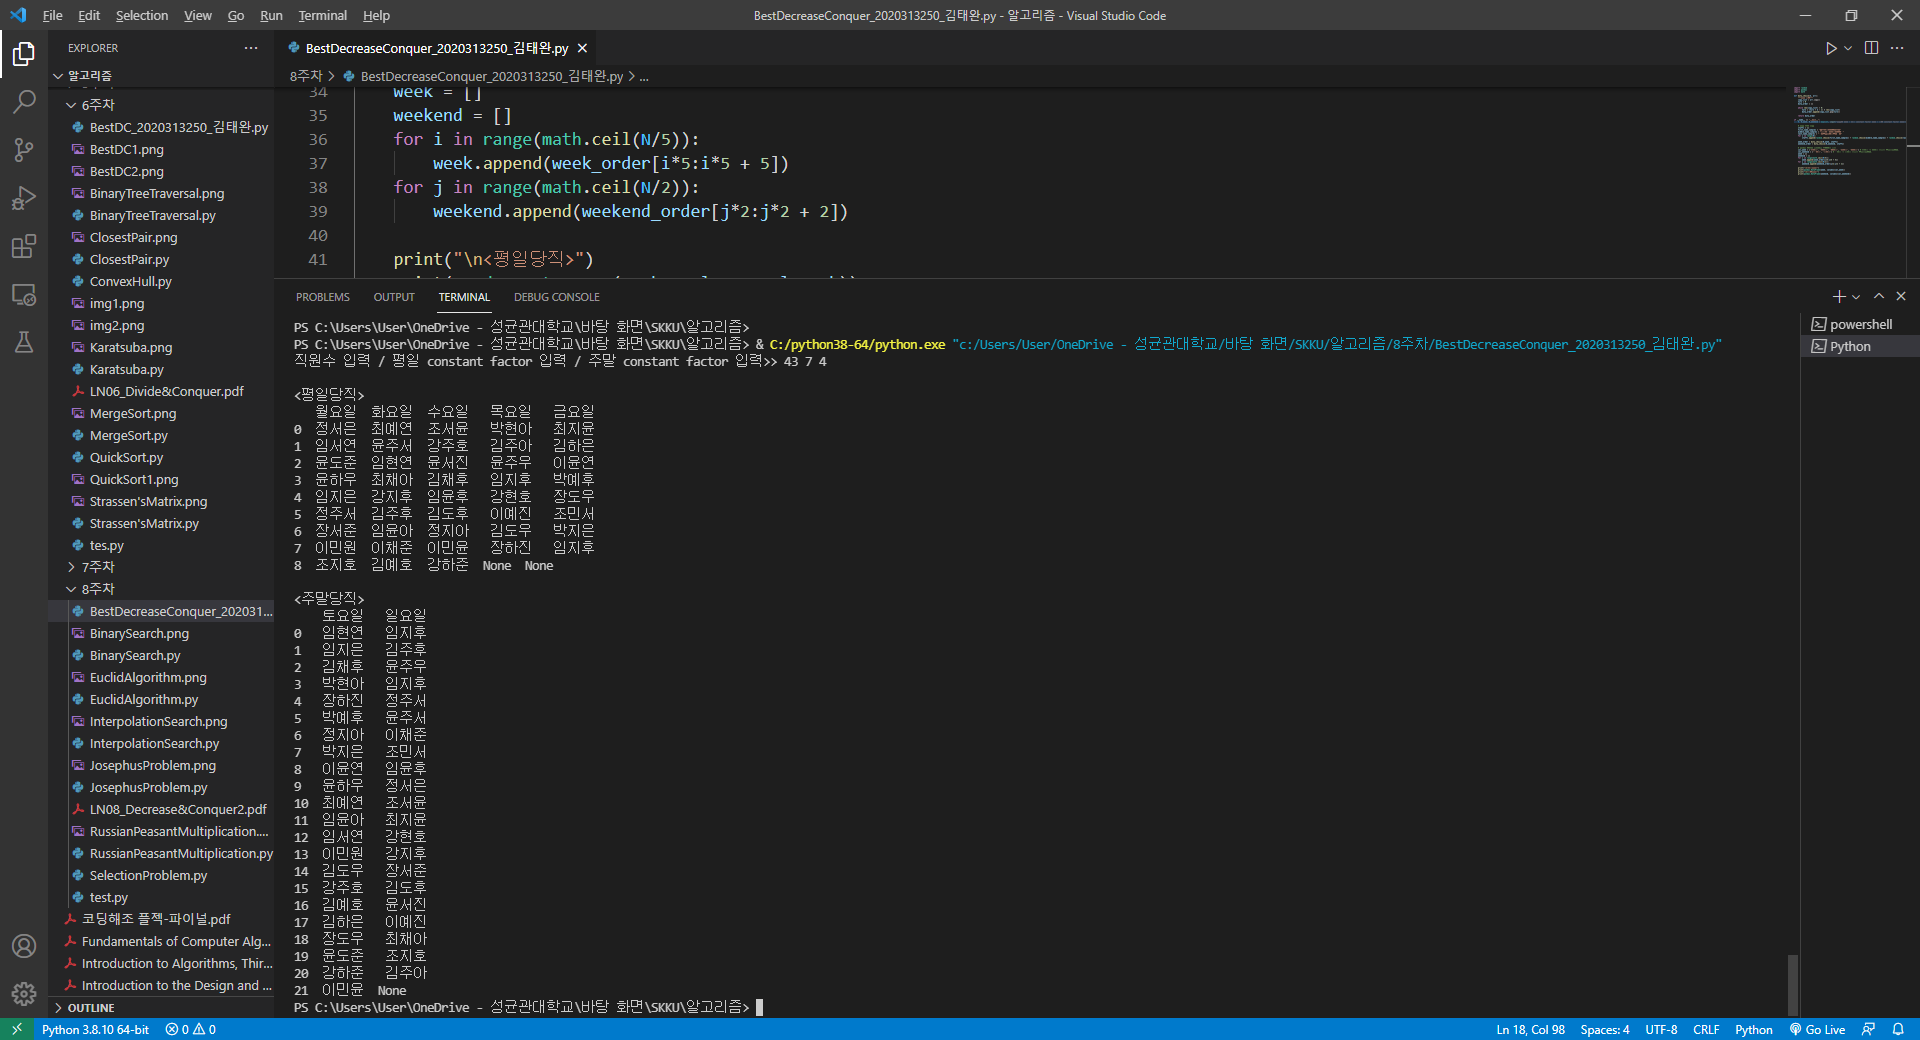 File Edit Selection View Go Run Terminal Help
BestDecreaseConquer_2020313250_김태완.py - 알고리즘 - Visual Studio Code
EXPLORER
알고리즘
6주차
BestDC_2020313250_김태완.py
BestDC1.png
BestDC2.png
BinaryTreeTraversal.png
BinaryTreeTraversal.py
ClosestPair.png
ClosestPair.py
ConvexHull.py
img1.png
img2.png
Karatsuba.png
Karatsuba.py
LN06_Divide&Conquer.pdf
MergeSort.png
MergeSort.py
QuickSort.py
QuickSort1.png
Strassen'sMatrix.png
Strassen'sMatrix.py
tes.py
7주차
8주차
BestDecreaseConquer_202031...
BinarySearch.png
BinarySearch.py
EuclidAlgorithm.png
EuclidAlgorithm.py
InterpolationSearch.png
InterpolationSearch.py
JosephusProblem.png
JosephusProblem.py
LN08_Decrease&Conquer2.pdf
RussianPeasantMultiplication....
RussianPeasantMultiplication.py
SelectionProblem.py
test.py
코딩해조 플젝-파이널.pdf
Fundamentals of Computer Alg...
Introduction to Algorithms, Thir...
Introduction to the Design and ...
OUTLINE
BestDecreaseConquer_2020313250_김태완.py
8주차 > BestDecreaseConquer_2020313250_김태완.py > ...
34 week = []
35 weekend = []
36 for i in range(math.ceil(N/5)):
37 week.append(week_order[i*5:i*5 + 5])
38 for j in range(math.ceil(N/2)):
39 weekend.append(weekend_order[j*2:j*2 + 2])
40
41 print("\n<평일당직>")
PROBLEMS OUTPUT TERMINAL DEBUG CONSOLE
powershell
Python
PS C:\Users\User\OneDrive - 성균관대학교\바탕 화면\SKKU\알고리즘>
PS C:\Users\User\OneDrive - 성균관대학교\바탕 화면\SKKU\알고리즘> & C:/python38-64/python.exe "c:/Users/User/OneDrive - 성균관대학교/바탕 화면/SKKU/알고리즘/8주차/BestDecreaseConquer_2020313250_김태완.py"
직원수 입력 / 평일 constant factor 입력 / 주말 constant factor 입력>> 43 7 4
<평일당직>
월요일 화요일 수요일 목요일 금요일
0 정서은 최예연 조서윤 박현아 최지윤
1 임서연 윤주서 강주호 김주아 김하은
2 윤도준 임현연 윤서진 윤주우 이윤연
3 윤하우 최채아 김채후 임지후 박예후
4 임지은 강지후 임윤후 강현호 장도우
5 정주서 김주후 김도후 이예진 조민서
6 장서준 임윤아 정지아 김도우 박지은
7 이민원 이채준 이민윤 장하진 임지후
8 조지호 김예호 강하준 None None
<주말당직>
토요일 일요일
0 임현연 임지후
1 임지은 김주후
2 김채후 윤주우
3 박현아 임지후
4 장하진 정주서
5 박예후 윤주서
6 정지아 이채준
7 박지은 조민서
8 이윤연 임윤후
9 윤하우 정서은
10 최예연 조서윤
11 임윤아 최지윤
12 임서연 강현호
13 이민원 강지후
14 김도우 장서준
15 강주호 김도후
16 김예호 윤서진
17 김하은 이예진
18 장도우 최채아
19 윤도준 조지호
20 강하준 김주아
21 이민윤 None
PS C:\Users\User\OneDrive - 성균관대학교\바탕 화면\SKKU\알고리즘>
Python 3.8.10 64-bit 0 0 Ln 18, Col 98 Spaces: 4 UTF-8 CRLF Python Go Live